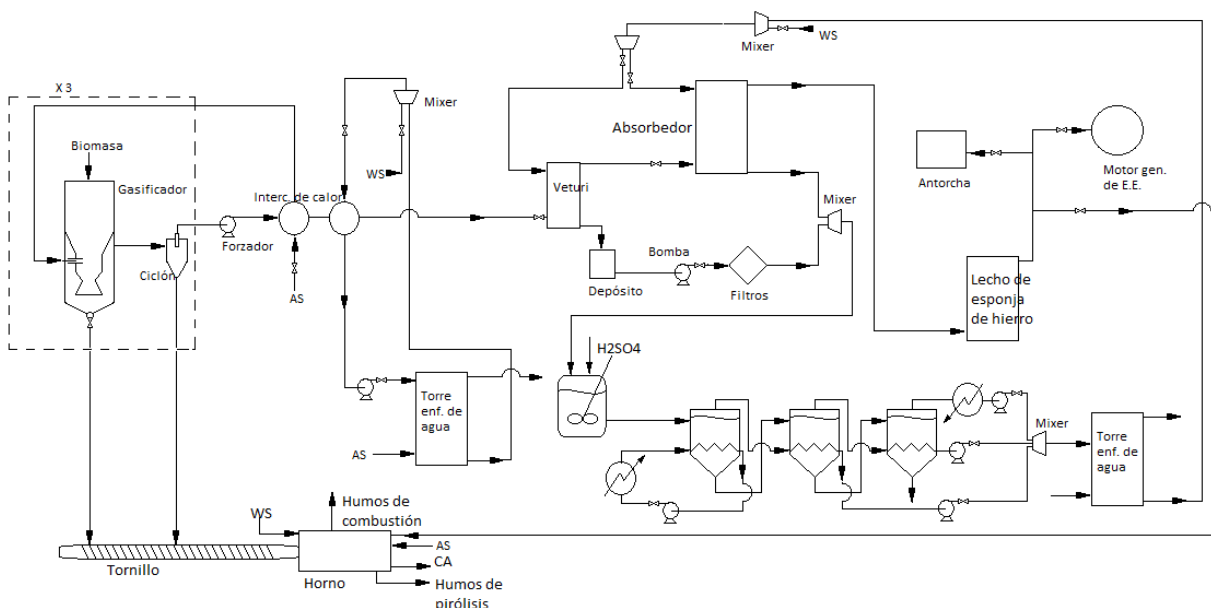 X 3
Biomasa
Gasificador
Ciclón
Forzador
Interc. de calor
AS
WS
Mixer
Mixer
WS
Absorbedor
Veturi
Depósito
Bomba
Filtros
Mixer
Antorcha
Motor gen.
de E.E.
Lecho de
esponja
de hierro
H2SO4
Torre
enf. de
agua
AS
Mixer
Torre
enf. de
agua
WS
Humos de
combustión
AS
CA
Tornillo
Horno
Humos de
pirólisis